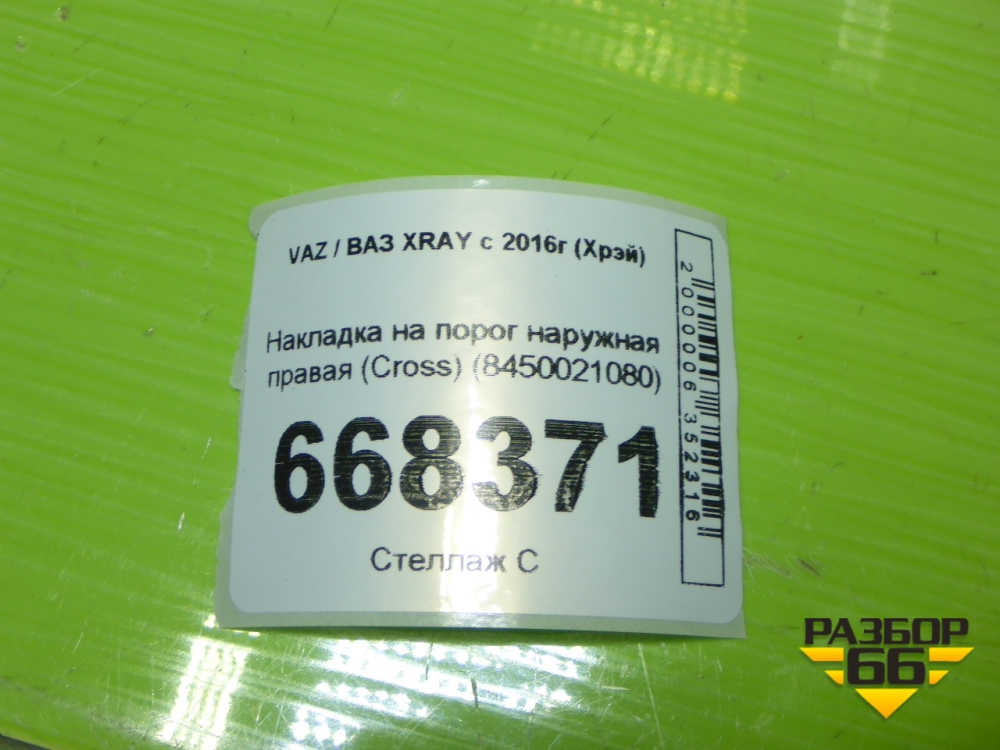 VAZ / ВАЗ XRAY с 2016г (Хрэй)
Накладка на порог наружная
правая (Cross) (8450021080)
668371
Стеллаж С
2000006352316
РАЗБОР
66